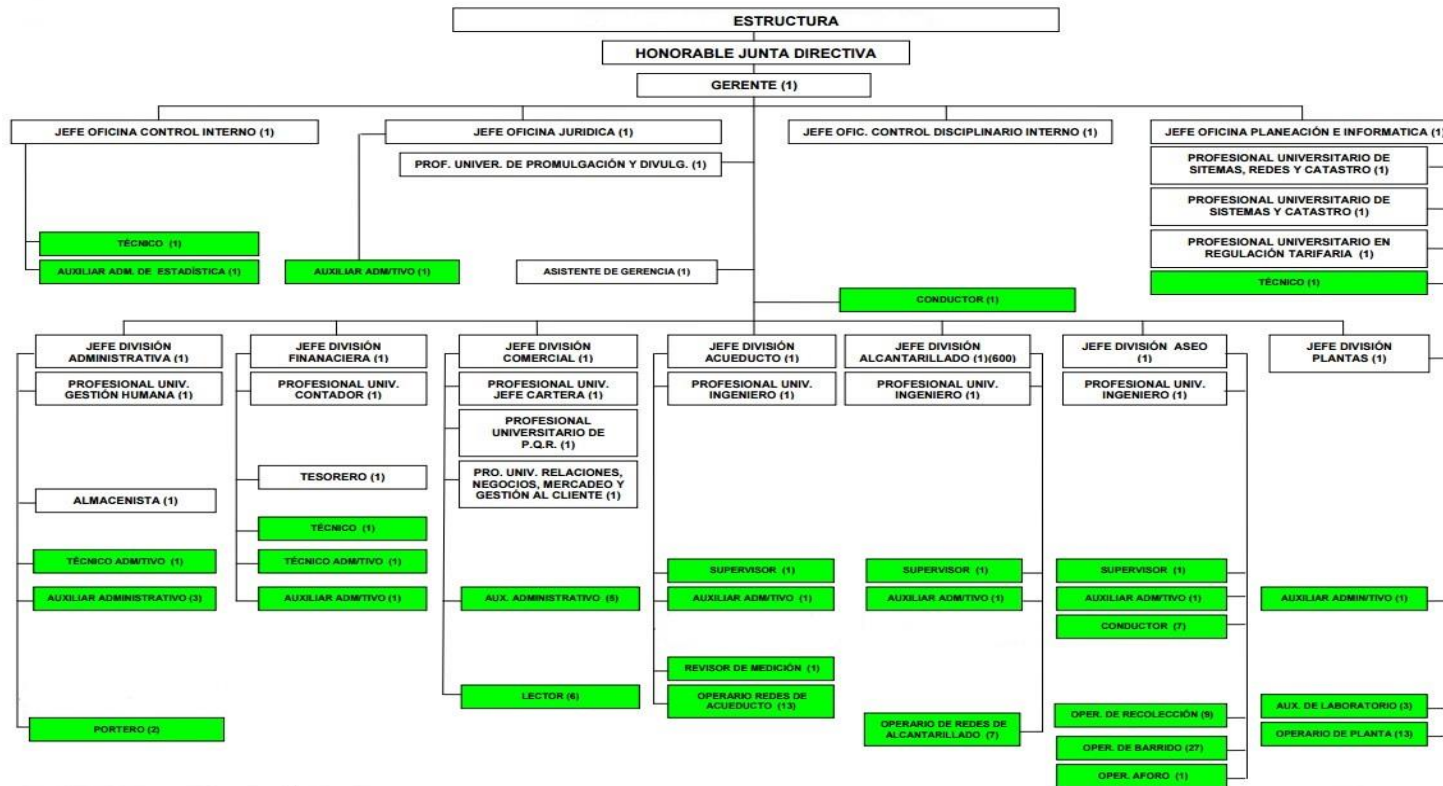 ESTRUCTURA
HONORABLE JUNTA DIRECTIVA
GERENTE (1)
JEFE OFICINA CONTROL INTERNO (1)
JEFE OFICINA JURIDICA (1)
JEFE OFIC. CONTROL DISCIPLINARIO INTERNO (1)
JEFE OFICINA PLANEACIÓN E INFORMATICA (1)
PROF. UNIVER. DE PROMULGACIÓN Y DIVULG. (1)
PROFESIONAL UNIVERSITARIO DE
SITEMAS, REDES Y CATASTRO (1)
PROFESIONAL UNIVERSITARIO DE
SISTEMAS Y CATASTRO (1)
PROFESIONAL UNIVERSITARIO EN
REGULACIÓN TARIFARIA (1)
TÉCNICO (1)
AUXILIAR ADM. DE ESTADÍSTICA (1)
AUXILIAR ADM/TIVO (1)
ASISTENTE DE GERENCIA (1)
TÉCNICO (1)
CONDUCTOR (1)
JEFE DIVISIÓN
ADMINISTRATIVA (1)
JEFE DIVISIÓN
FINANACIERA (1)
JEFE DIVISIÓN
COMERCIAL (1)
JEFE DIVISIÓN
ACUEDUCTO (1)
JEFE DIVISIÓN
ALCANTARILLADO (1)(600)
JEFE DIVISIÓN ASEO
(1)
JEFE DIVISIÓN
PLANTAS (1)
PROFESIONAL UNIV.
GESTIÓN HUMANA (1)
PROFESIONAL UNIV.
CONTADOR (1)
PROFESIONAL UNIV.
JEFE CARTERA (1)
PROFESIONAL UNIV.
INGENIERO (1)
PROFESIONAL UNIV.
INGENIERO (1)
PROFESIONAL UNIV.
INGENIERO (1)
PROFESIONAL
UNIVERSITARIO DE
P.Q.R. (1)
TESORERO (1)
PRO. UNIV. RELACIONES,
NEGOCIOS, MERCADEO Y
GESTIÓN AL CLIENTE (1)
ALMACENISTA (1)
TÉCNICO (1)
TÉCNICO ADM/TIVO (1)
TÉCNICO ADM/TIVO (1)
SUPERVISOR (1)
SUPERVISOR (1)
SUPERVISOR (1)
AUXILIAR ADMINISTRATIVO (3)
AUXILIAR ADM/TIVO (1)
AUX. ADMINISTRATIVO (5)
AUXILIAR ADM/TIVO (1)
AUXILIAR ADM/TIVO (1)
AUXILIAR ADM/TIVO (1)
AUXILIAR ADMIN/TIVO (1)
CONDUCTOR (7)
REVISOR DE MEDICIÓN (1)
LECTOR (6)
OPERARIO REDES DE
ACUEDUCTO (13)
AUX. DE LABORATORIO (3)
OPER. DE RECOLECCIÓN (9)
PORTERO (2)
OPERARIO DE REDES DE
ALCANTARILLADO (7)
OPERARIO DE PLANTA (13)
OPER. DE BARRIDO (27)
OPER. AFORO (1)